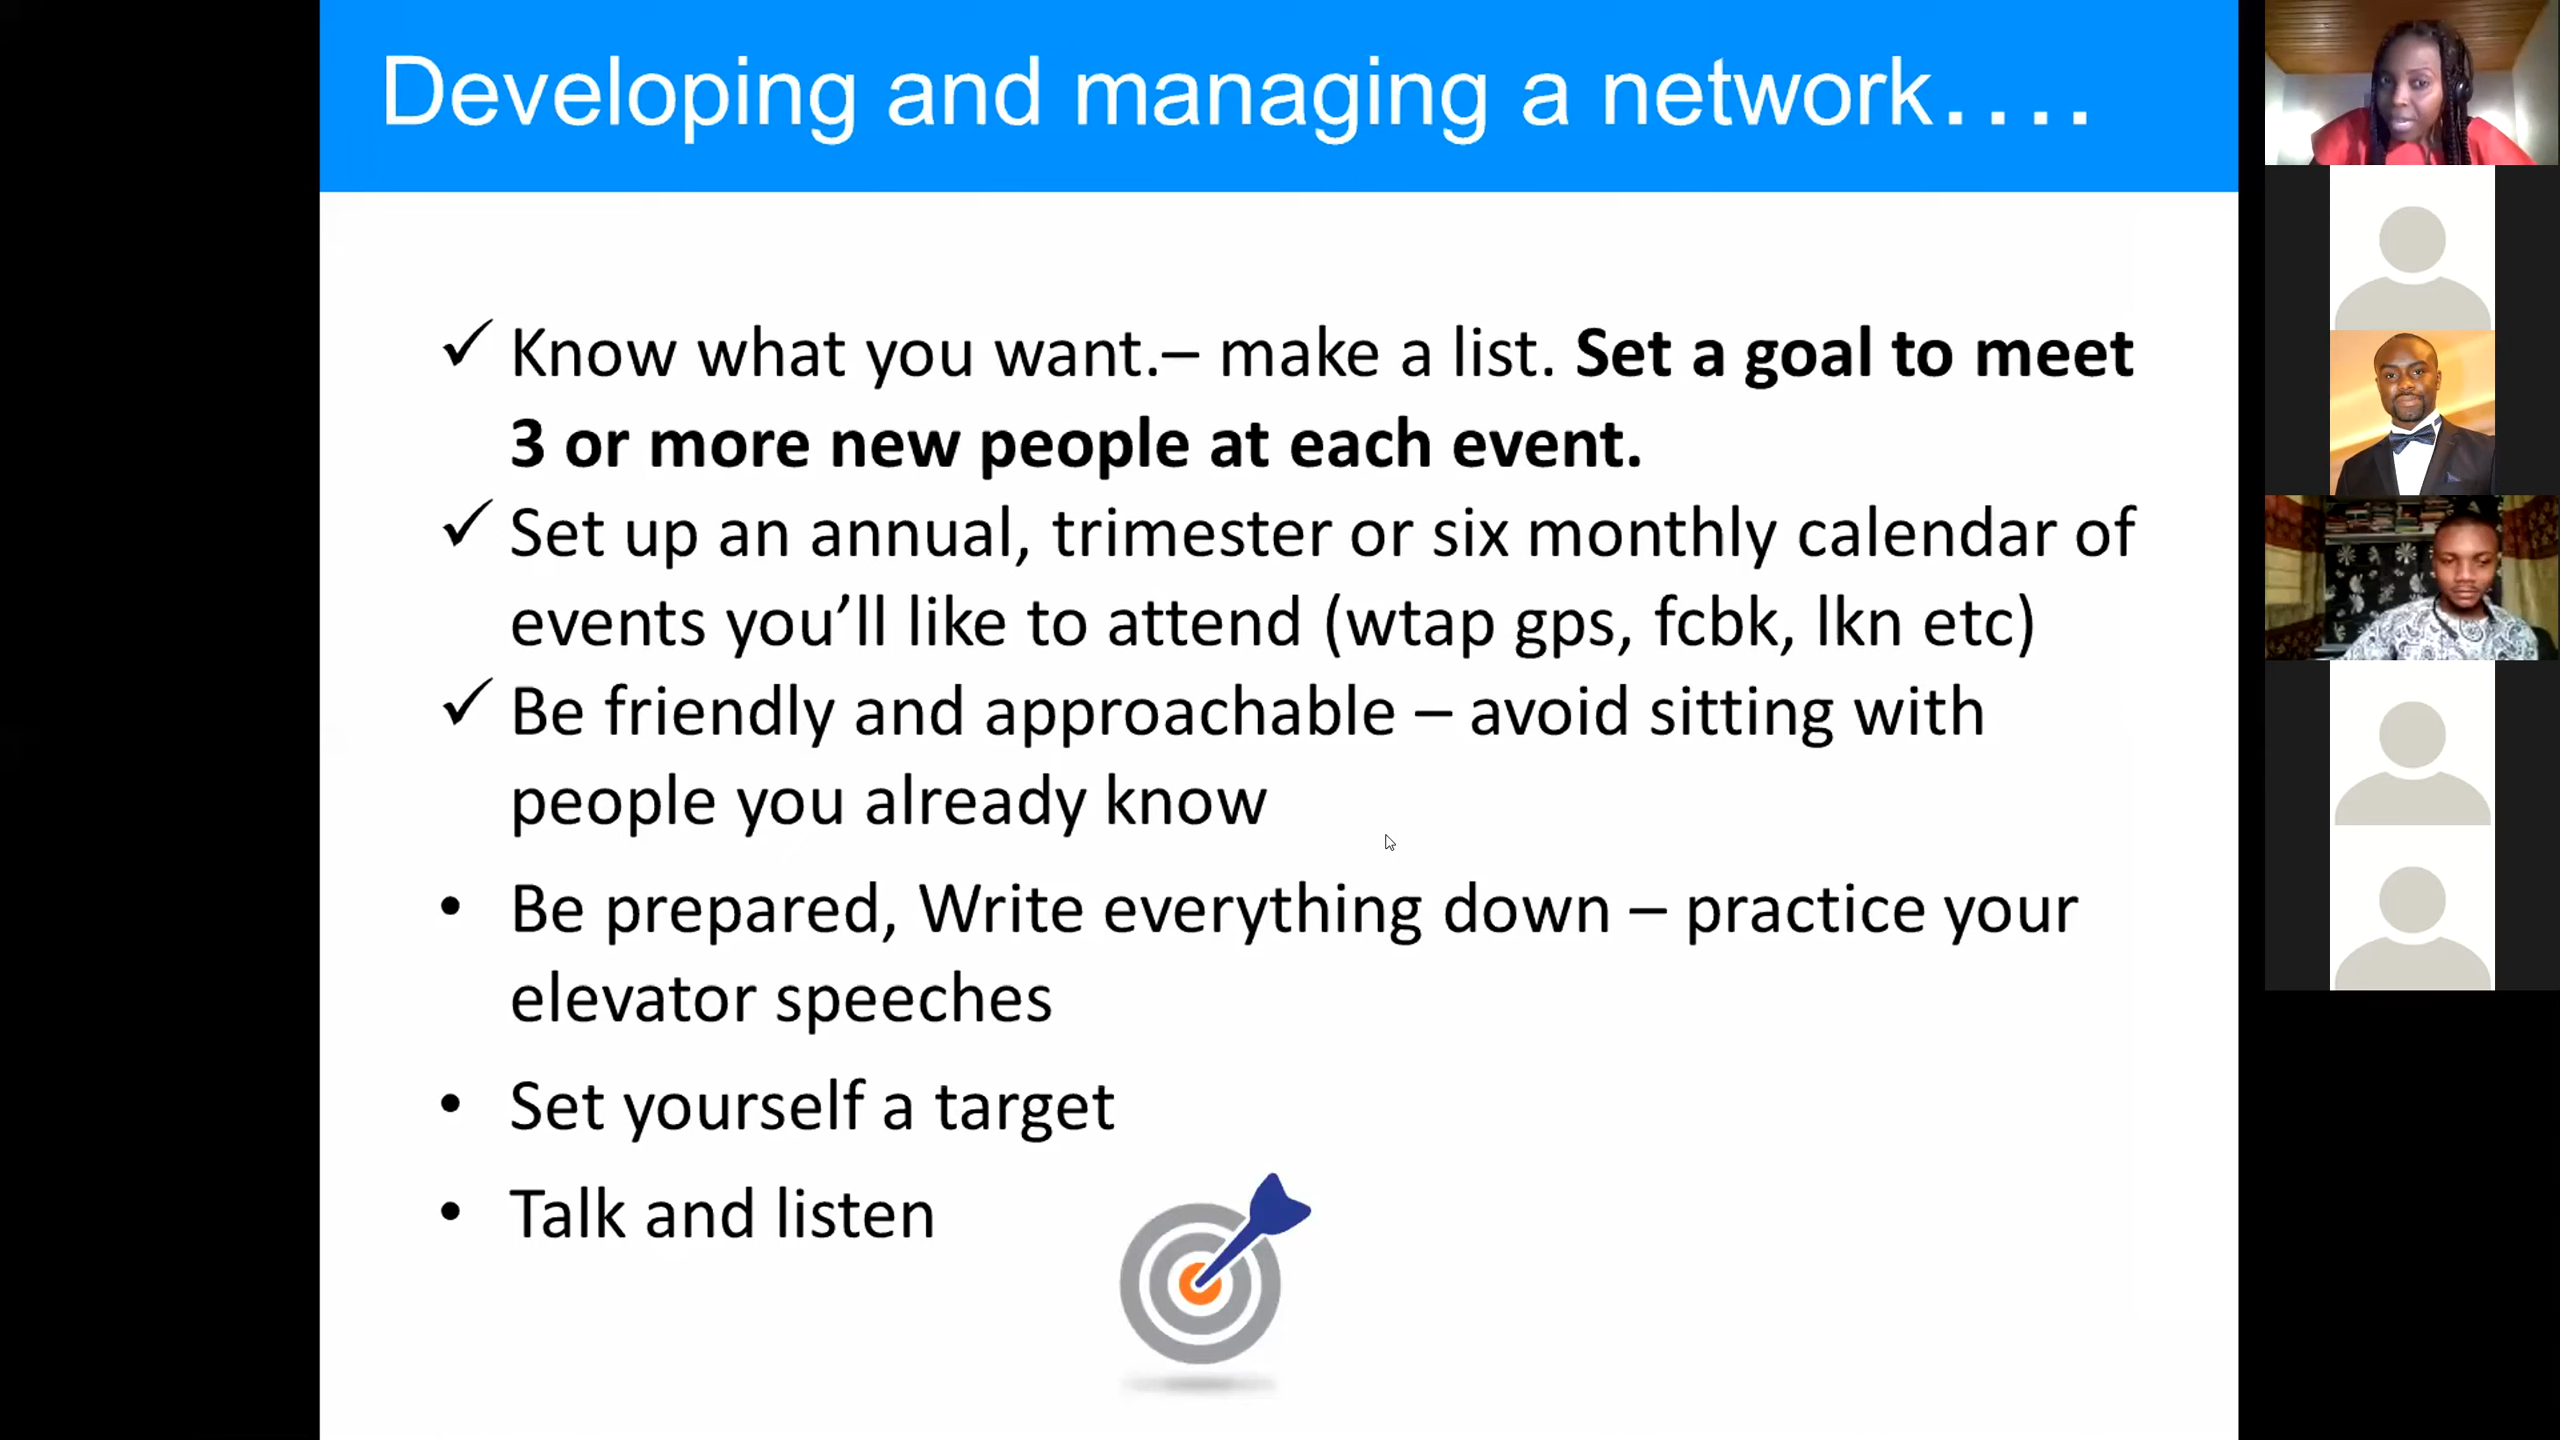 Developing and managing a network....
✓ Know what you want.– make a list. Set a goal to meet
3 or more new people at each event.
✓ Set up an annual, trimester or six monthly calendar of
events you’ll like to attend (wtap gps, fcbk, lkn etc)
✓ Be friendly and approachable – avoid sitting with
people you already know
• Be prepared, Write everything down – practice your
elevator speeches
• Set yourself a target
• Talk and listen